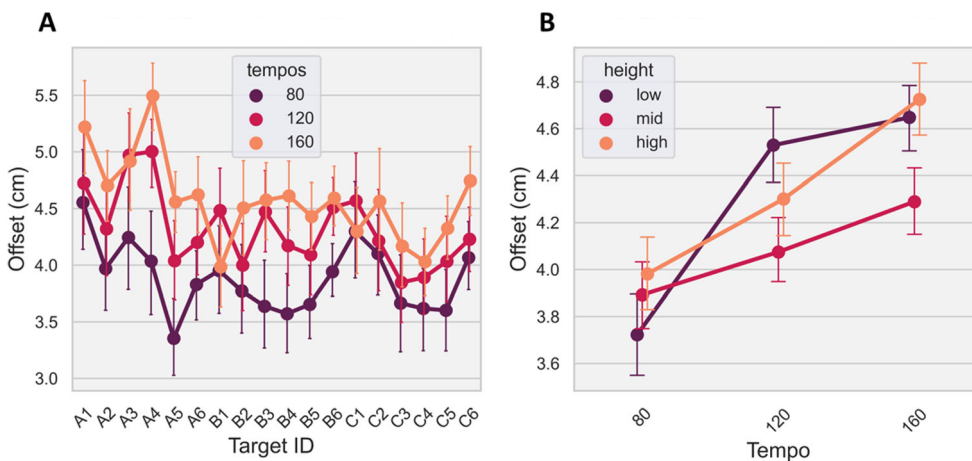 A
tempos
80
120
160
Offset (cm)
5.5
5.0
4.5
4.0
3.5
3.0
A1 A2 A3 A4 A5 A6 B1 B2 B3 B4 B5 B6 C1 C2 C3 C4 C5 C6
Target ID
B
height
low
mid
high
Offset (cm)
4.8
4.6
4.4
4.2
4.0
3.8
3.6
80 120 160
Tempo